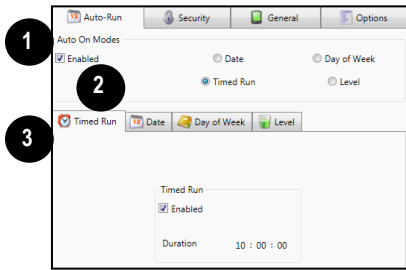 Auto-Run Security General Options
1
Auto On Modes
Enabled Date Day of Week
2
Timed Run Level
3
Timed Run Date Day of Week Level
Timed Run
Enabled
Duration 10 : 00 : 00